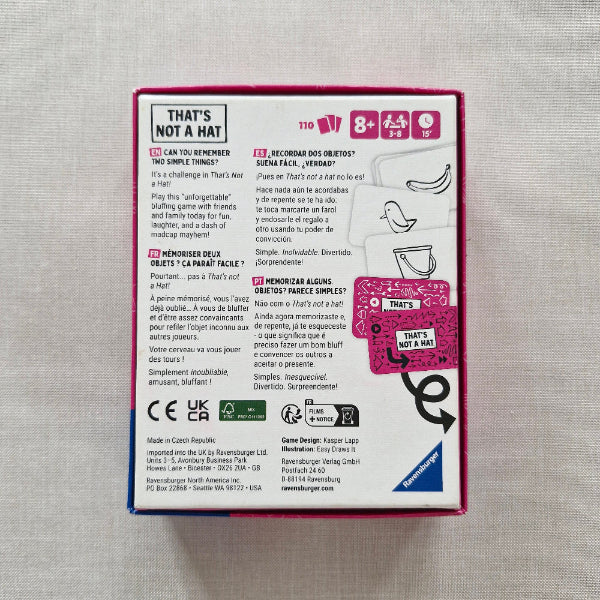 THAT'S
NOT A HAT
110
8+
3-8
15'
EN CAN YOU REMEMBER
TWO SIMPLE THINGS?
It's a challenge in That's Not
a Hat!
Play this "unforgettable"
bluffing game with friends
and family today for fun,
laughter, and a dash of
madcap mayhem!
FR MÉMORISER DEUX
OBJETS ? ÇA PARAÎT FACILE ?
Pourtant... pas à That's not
a Hat!
À peine mémorisé, vous l'avez
déjà oublié... À vous de bluffer
et d'être assez convaincants
pour refiler l'objet inconnu aux
autres joueurs.
Votre cerveau va vous jouer
des tours !
Simplement inoubliable,
amusant, bluffant !
ES ¿RECORDAR DOS OBJETOS?
SUENA FÁCIL, ¿VERDAD?
¡Pues en That's not a hat no lo es!
Hace nada aún te acordabas
y de repente se te ha ido:
te toca marcarte un farol
y endosarle el regalo a
otro usando tu poder de
convicción.
Simple. Inolvidable. Divertido.
¡Sorprendente!
PT MEMORIZAR ALGUNS
OBJETOS? PARECE SIMPLES?
Não com o That's not a hat!
Ainda agora memorizaste e,
de repente, já te esqueceste
- o que significa que é
preciso fazer um bom bluff
e convencer os outros a
aceitar o presente.
Simples. Inesquecível.
Divertido. Surpreendente!
THAT'S
THAT'S
NOT A HAT
CE UK
CA
FSC
MIX
FR
FILMS
+ NOTICE
Made in Czech Republic
Imported into the UK by Ravensburger Ltd.
Units 3-5, Avonbury Business Park
Howes Lane • Bicester • OX26 2UA • GB
Ravensburger North America Inc.
PO Box 22868 • Seattle WA 98122 • USA
Game Design: Kasper Lapp
Illustration: Easy Draws It
Ravensburger Verlag GmbH
Postfach 24 60
D-88194 Ravensburg
ravensburger.com
Ravensburger